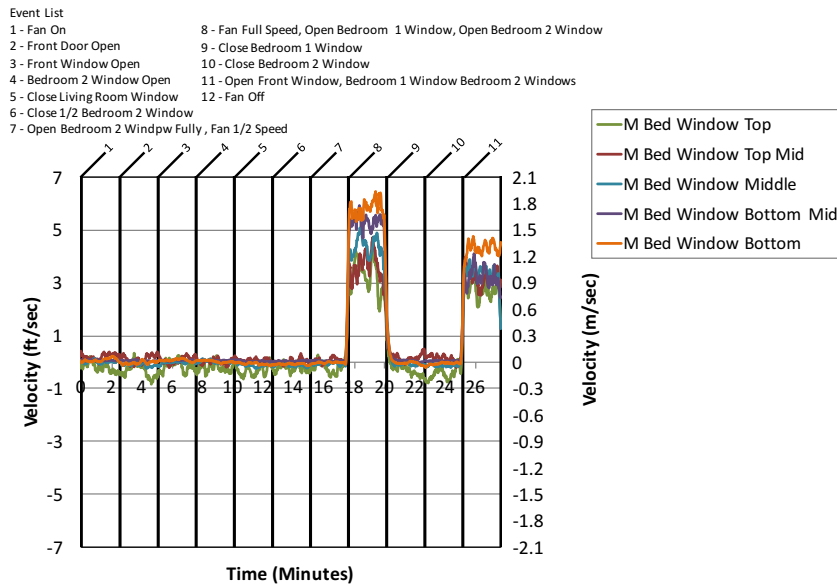 Event List
1 - Fan On
2 - Front Door Open
3 - Front Window Open
4 - Bedroom 2 Window Open
5 - Close Living Room Window
6 - Close 1/2 Bedroom 2 Window
7 - Open Bedroom 2 Windpw Fully , Fan 1/2 Speed
8 - Fan Full Speed, Open Bedroom 1 Window, Open Bedroom 2 Window
9 - Close Bedroom 1 Window
10 - Close Bedroom 2 Window
11 - Open Front Window, Bedroom 1 Window Bedroom 2 Windows
12 - Fan Off
M Bed Window Top
M Bed Window Top Mid
M Bed Window Middle
M Bed Window Bottom Mid
M Bed Window Bottom
1 2 3 4 5 6 7 8 9 10 11
7
5
3
1
-1
-3
-5
-7
Velocity (ft/sec)
0 2 4 6 8 10 12 14 16 18 20 22 24 26
2.1
1.8
1.5
1.2
0.9
0.6
0.3
0
-0.3
-0.6
-0.9
-1.2
-1.5
-1.8
-2.1
Velocity (m/sec)
Time (Minutes)